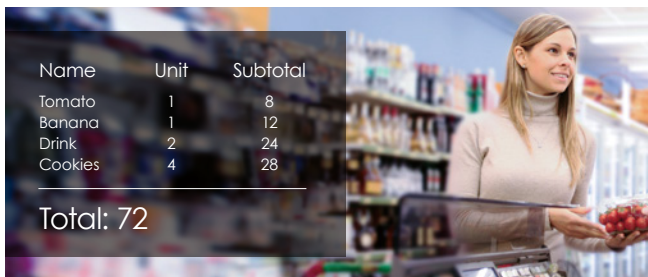 Name Unit Subtotal
Tomato 1 8
Banana 1 12
Drink 2 24
Cookies 4 28
Total: 72